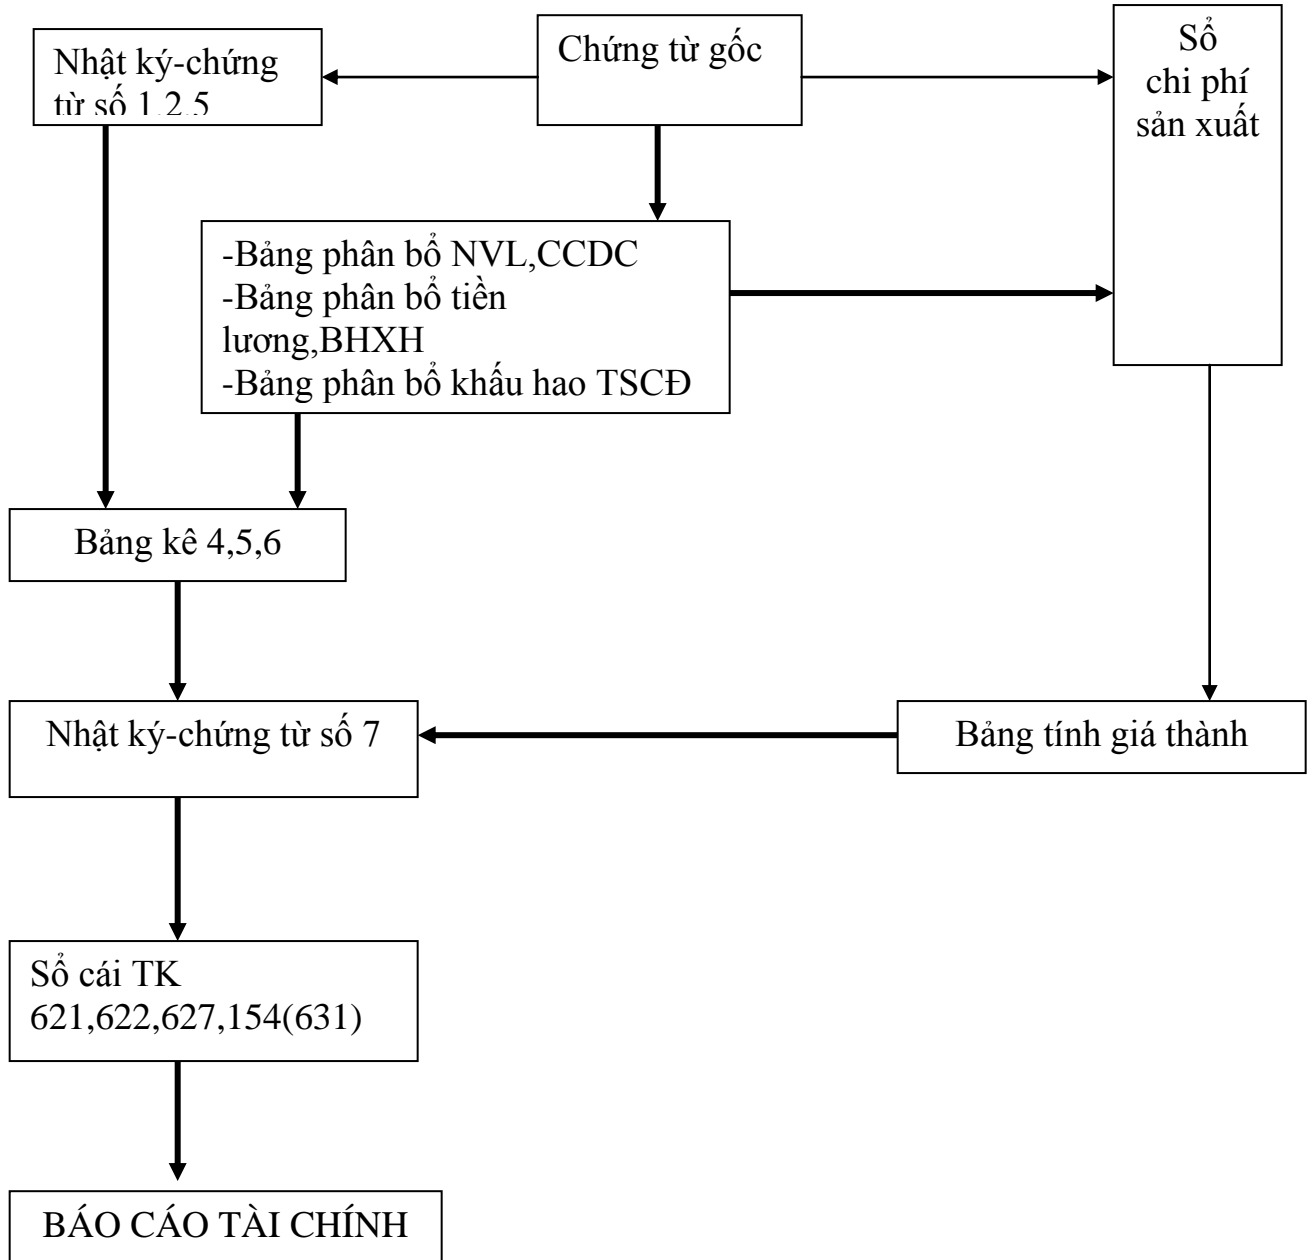 Nhật ký-chứng
từ số 1,2,5
Chứng từ gốc
Sổ
chi phí
sản xuất
-Bảng phân bổ NVL,CCDC
-Bảng phân bổ tiền
lương,BHXH
-Bảng phân bổ khấu hao TSCĐ
Bảng kê 4,5,6
Nhật ký-chứng từ số 7
Bảng tính giá thành
Sổ cái TK
621,622,627,154(631)
BÁO CÁO TÀI CHÍNH